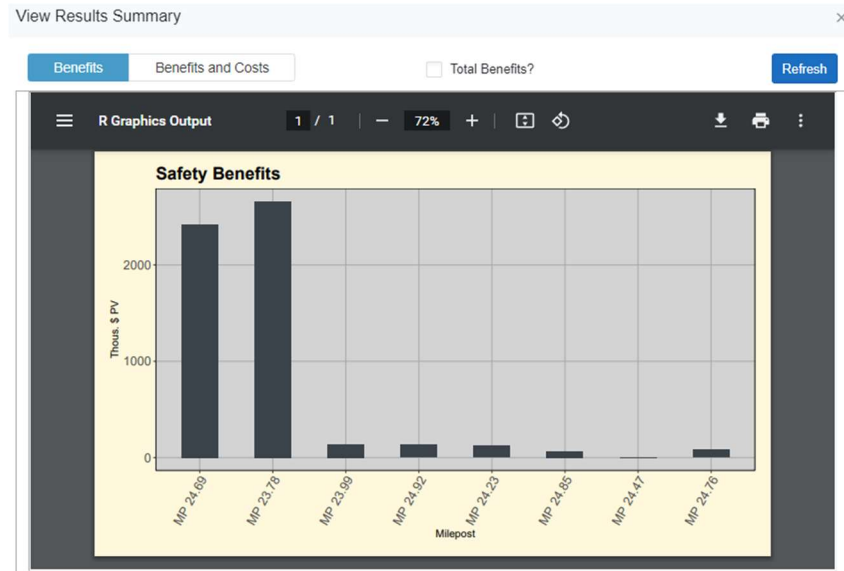 View Results Summary ×
Benefits Benefits and Costs Total Benefits? Refresh
R Graphics Output 1 / 1 | − 72% + |
Safety Benefits
2000
1000
0
Thous. $ PV
MP 24.69 MP 23.78 MP 23.99 MP 24.92 MP 24.23 MP 24.85 MP 24.47 MP 24.76
Milepost